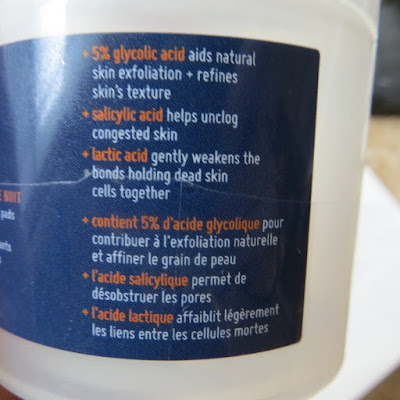 + 5% glycolic acid aids natural
skin exfoliation + refines
skin's texture
+ salicylic acid helps unclog
congested skin
+ lactic acid gently weakens the
bonds holding dead skin
cells together
NUIT
pads
+ contient 5% d'acide glycolique pour
contribuer à l'exfoliation naturelle
et affiner le grain de peau
+ l'acide salicylique permet de
désobstruer les pores
+ l'acide lactique affaiblit légèrement
les liens entre les cellules mortes